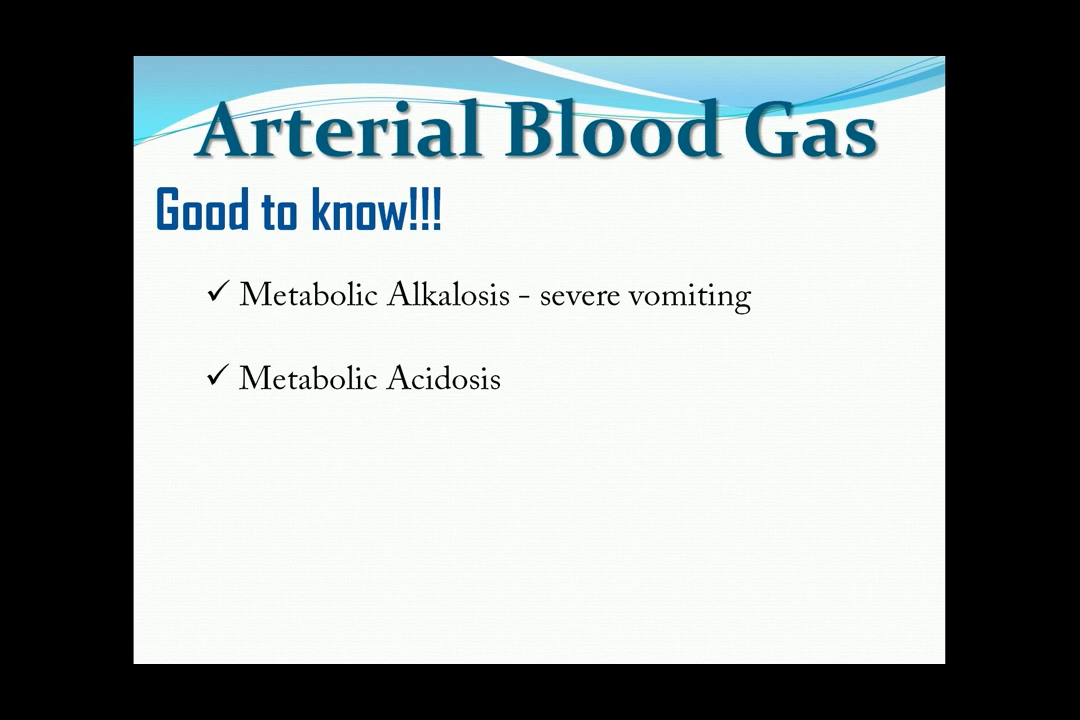 Arterial Blood Gas
Good to know!!!
✓ Metabolic Alkalosis - severe vomiting
✓ Metabolic Acidosis